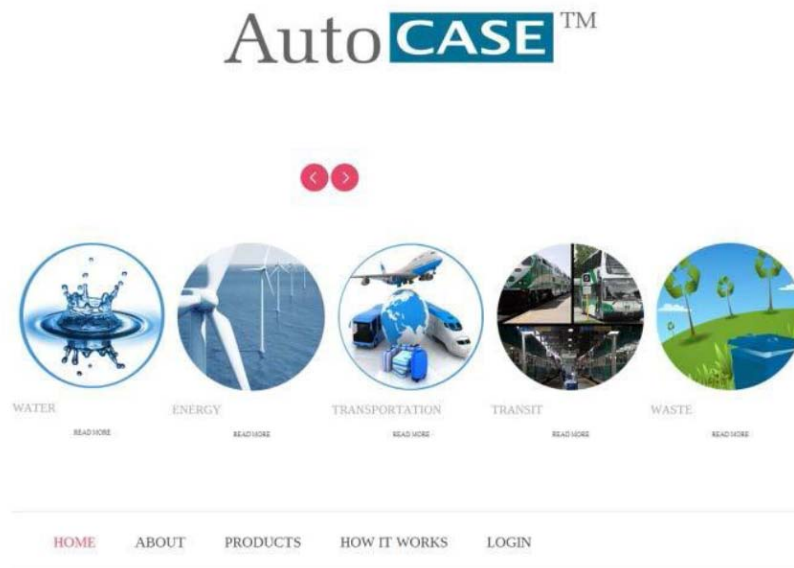 AutoCASE™
WATER
ENERGY
TRANSPORTATION
TRANSIT
WASTE
READ MORE
READ MORE
READ MORE
READ MORE
READ MORE
HOME ABOUT PRODUCTS HOW IT WORKS LOGIN